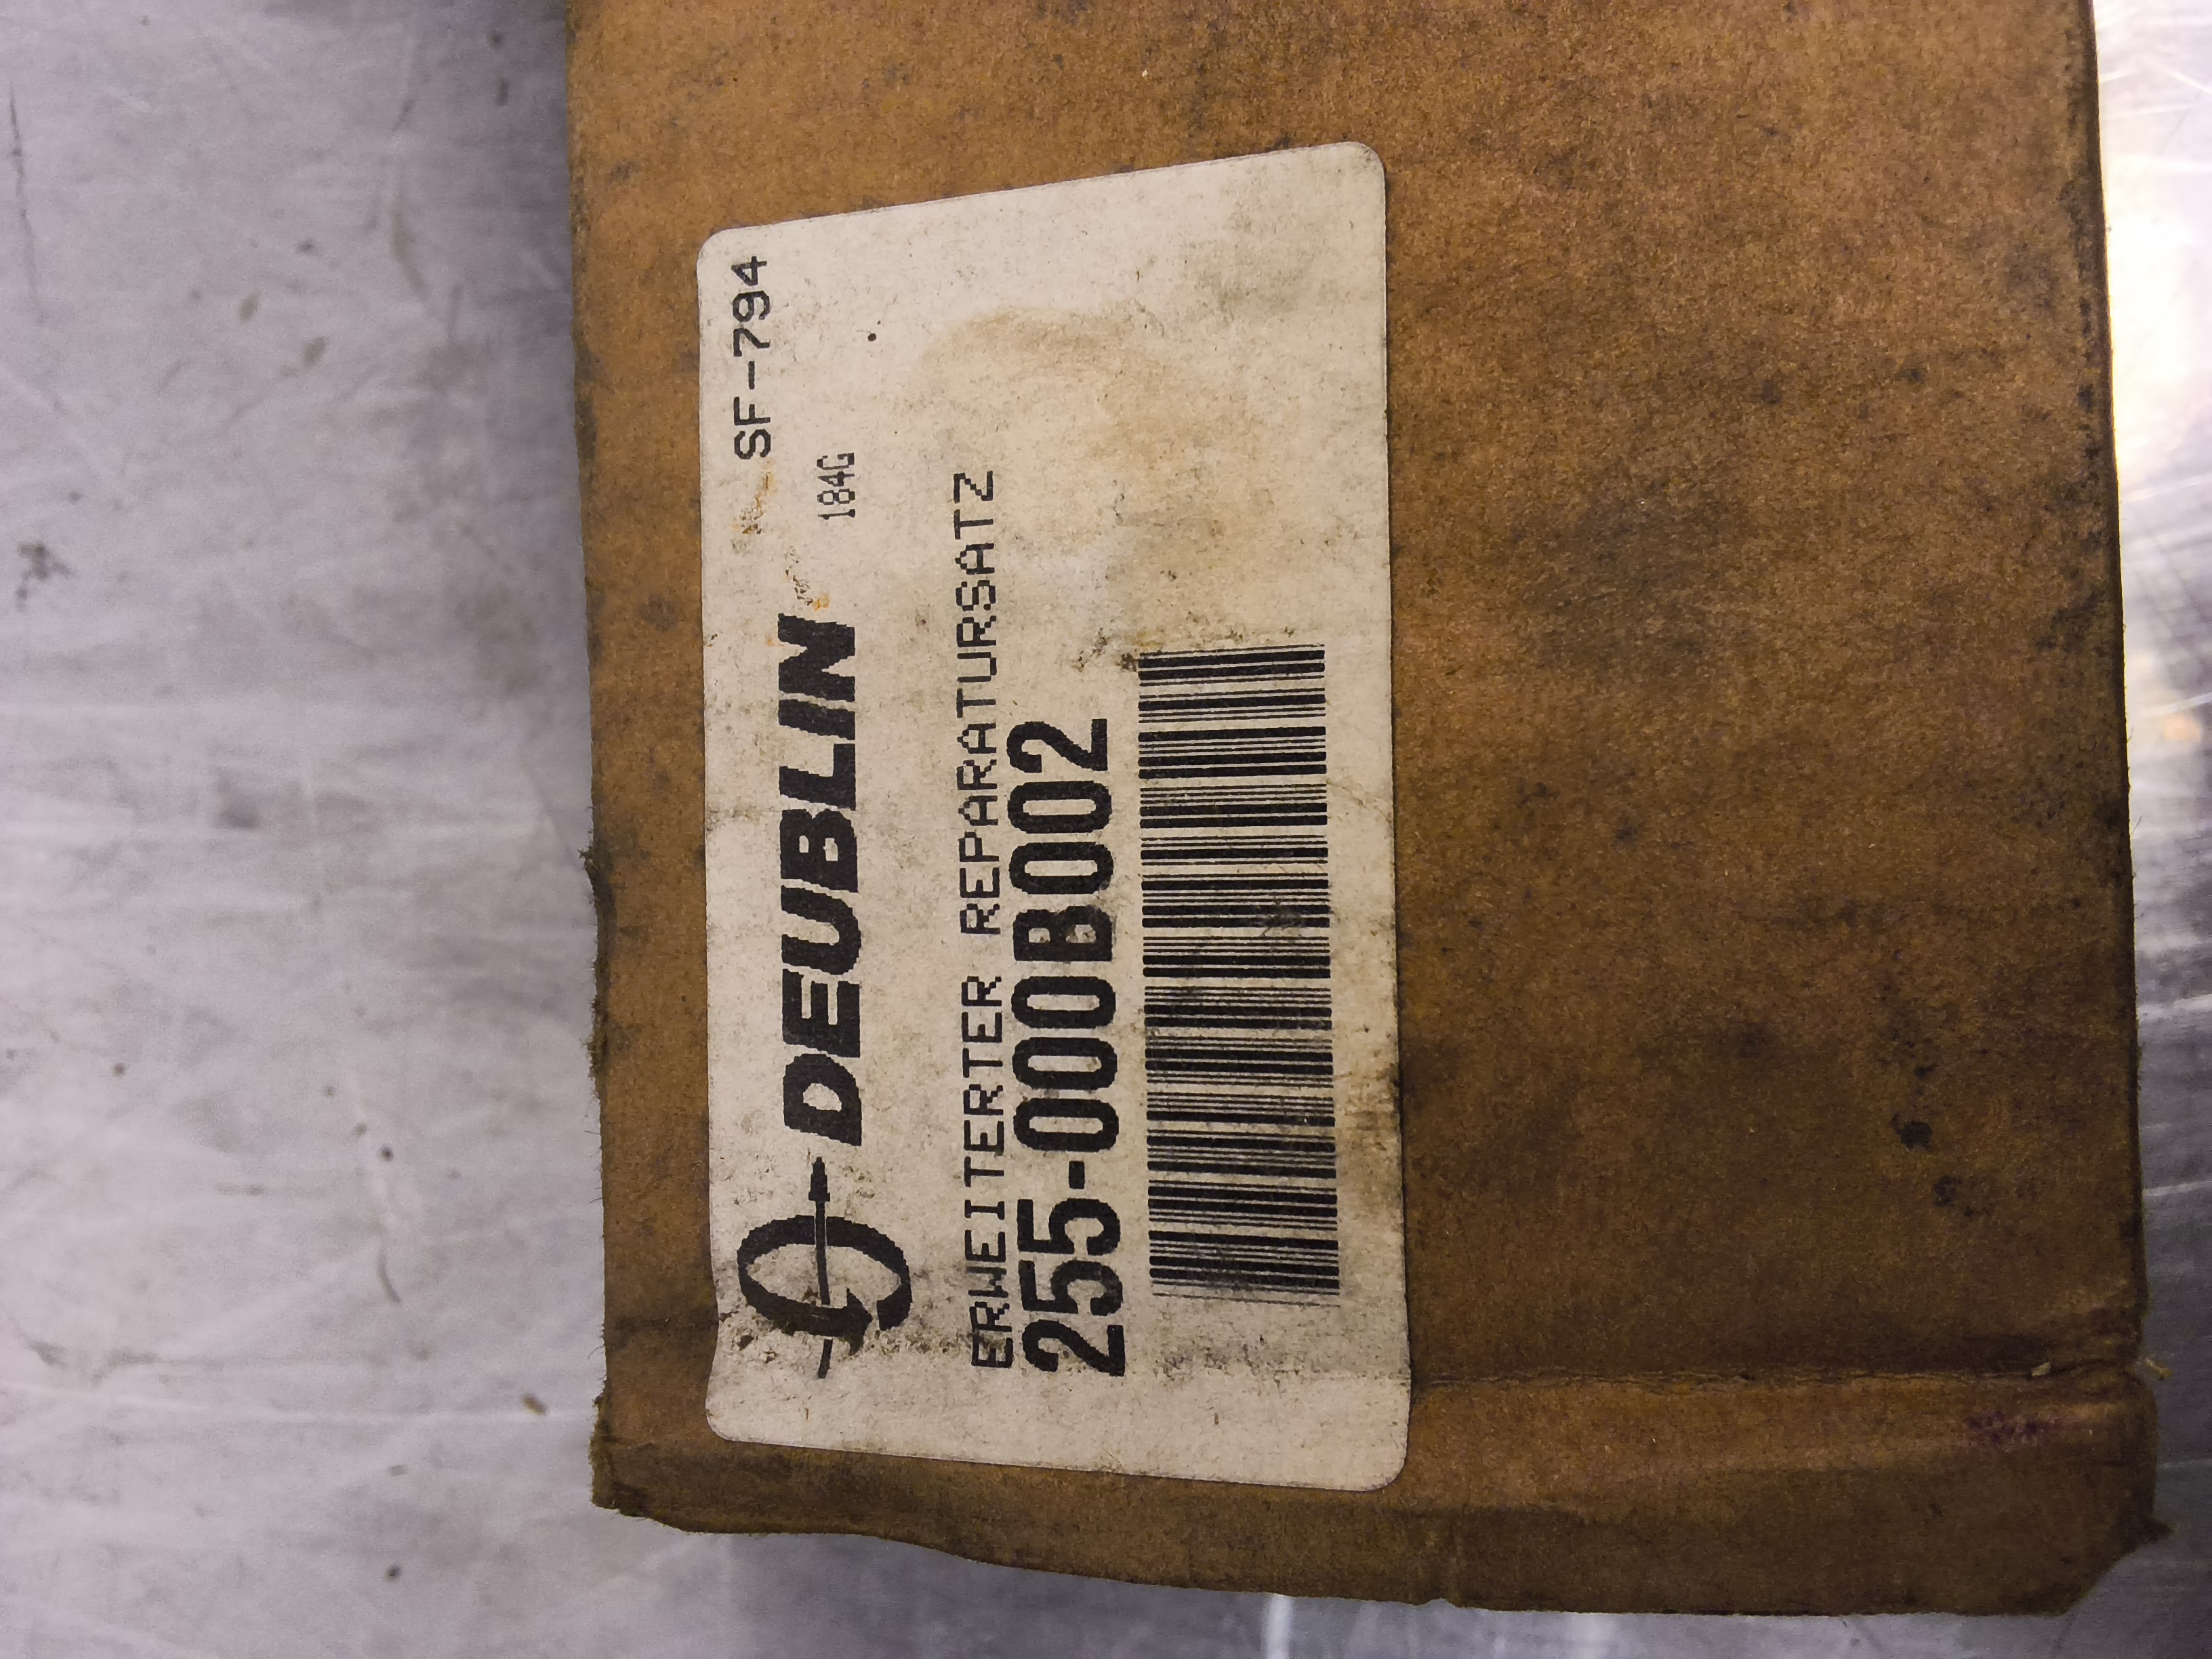 SF-794
DEUBLIN
184G
ERWEITERTER REPARATURSATZ
255-000B002